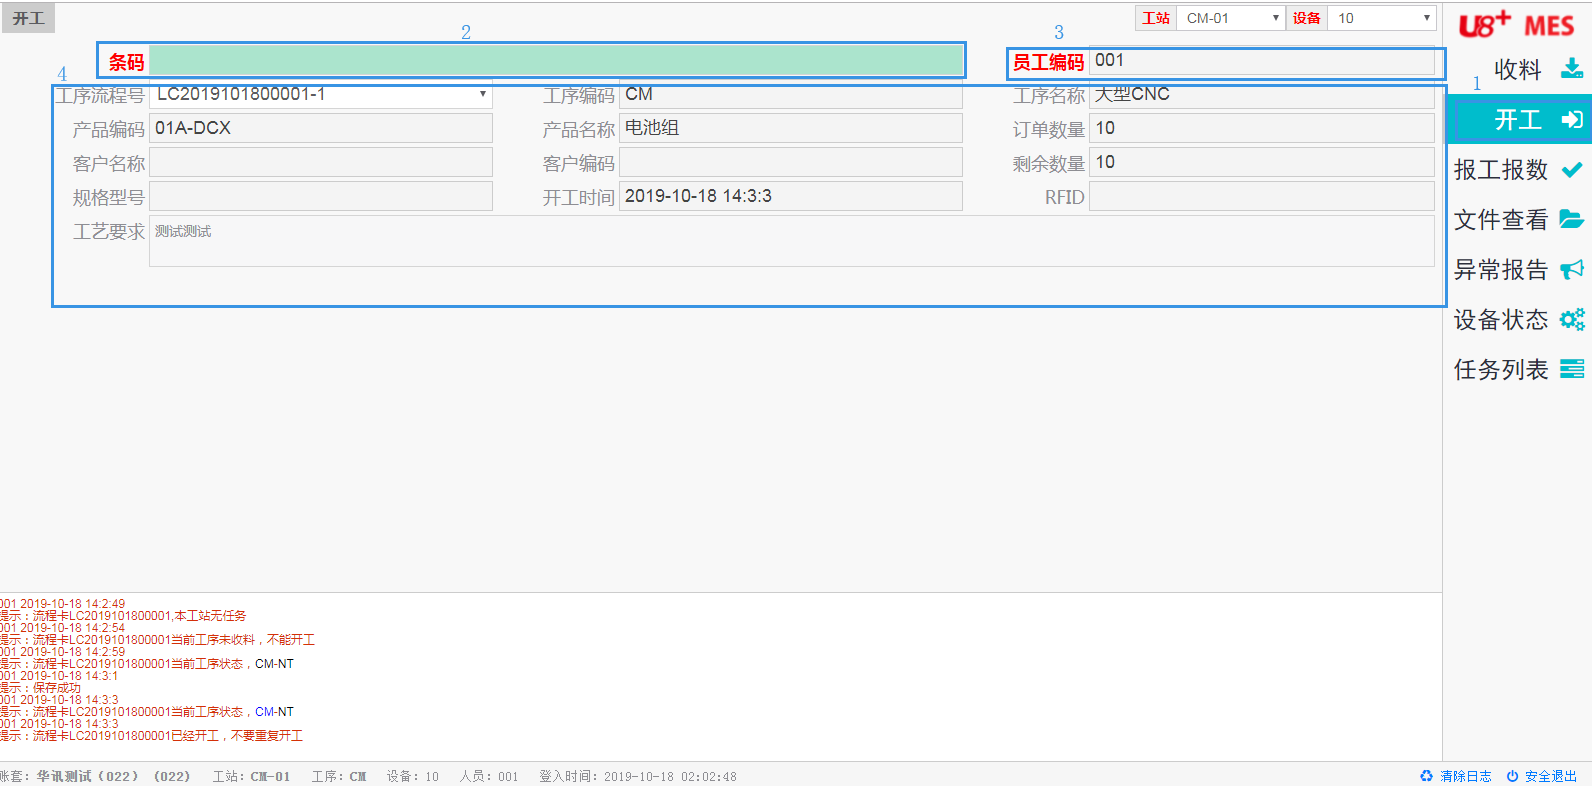 开工
工站 CM-01 设备 10
U8+ MES
2
3
条码
员工编码 001
4
工序流程号 LC2019101800001-1 工序编码 CM 工序名称 大型CNC
产品编码 01A-DCX 产品名称 电池组 订单数量 10
客户名称 客户编码 剩余数量 10
规格型号 开工时间 2019-10-18 14:3:3 RFID
工艺要求 测试测试
收料
1
开工
报工报数
文件查看
异常报告
设备状态
任务列表
001 2019-10-18 14:2:49
提示：流程卡LC2019101800001,本工站无任务
001 2019-10-18 14:2:54
提示：流程卡LC2019101800001当前工序未收料，不能开工
001 2019-10-18 14:2:59
提示：流程卡LC2019101800001当前工序状态，CM-NT
001 2019-10-18 14:3:1
提示：保存成功
001 2019-10-18 14:3:3
提示：流程卡LC2019101800001当前工序状态，CM-NT
001 2019-10-18 14:3:3
提示：流程卡LC2019101800001已经开工，不要重复开工
账套：华讯测试（022）（022） 工站：CM-01 工序：CM 设备：10 人员：001 登入时间：2019-10-18 02:02:48 清除日志 安全退出